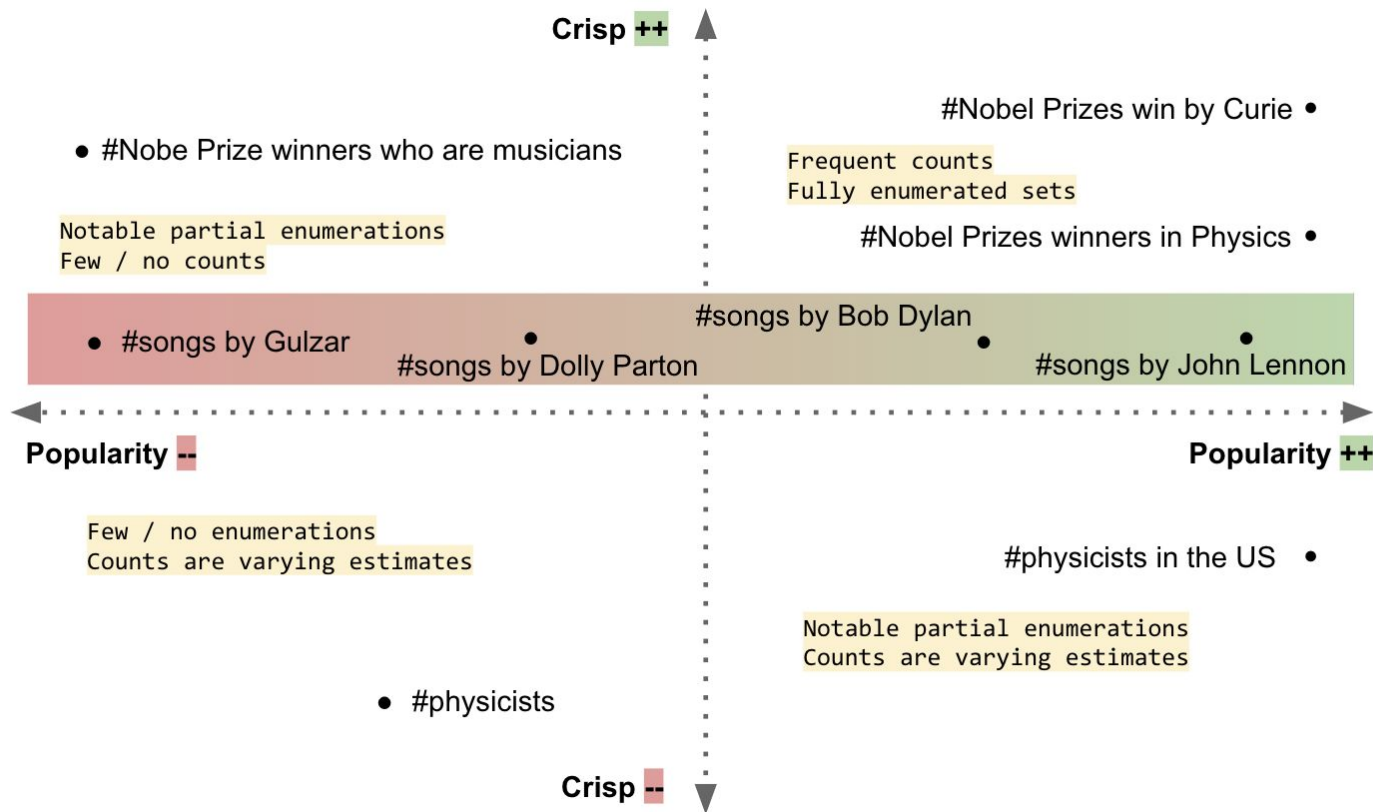 Crisp ++
#Nobel Prizes win by Curie
#Nobe Prize winners who are musicians
Frequent counts
Fully enumerated sets
Notable partial enumerations
Few / no counts
#Nobel Prizes winners in Physics
#songs by Gulzar
#songs by Dolly Parton
#songs by Bob Dylan
#songs by John Lennon
Popularity --
Popularity ++
Few / no enumerations
Counts are varying estimates
#physicists in the US
Notable partial enumerations
Counts are varying estimates
#physicists
Crisp --